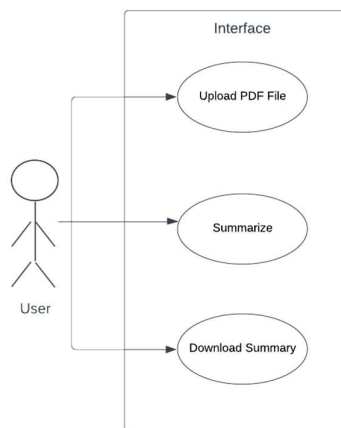 Interface
Upload PDF File
Summarize
User
Download Summary